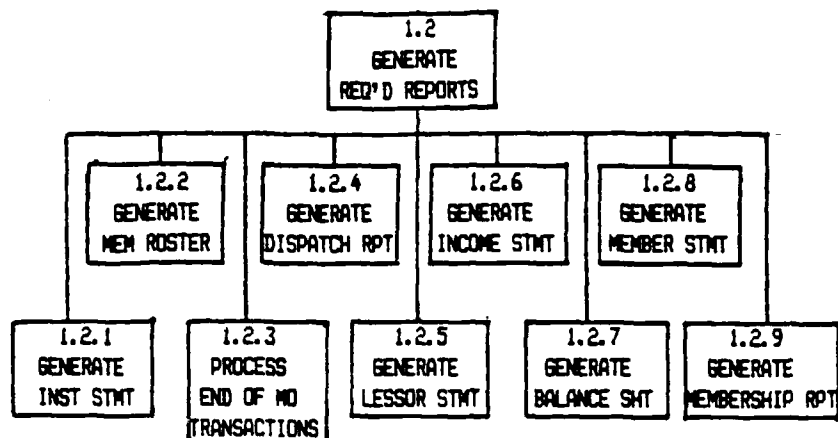 1.2
GENERATE
REQ'D REPORTS
1.2.2
GENERATE
MEM ROSTER
1.2.4
GENERATE
DISPATCH RPT
1.2.6
GENERATE
INCOME STMT
1.2.8
GENERATE
MEMBER STMT
1.2.1
GENERATE
INST STMT
1.2.3
PROCESS
END OF MO
TRANSACTIONS
1.2.5
GENERATE
LESSOR STMT
1.2.7
GENERATE
BALANCE SHT
1.2.9
GENERATE
MEMBERSHIP RPT